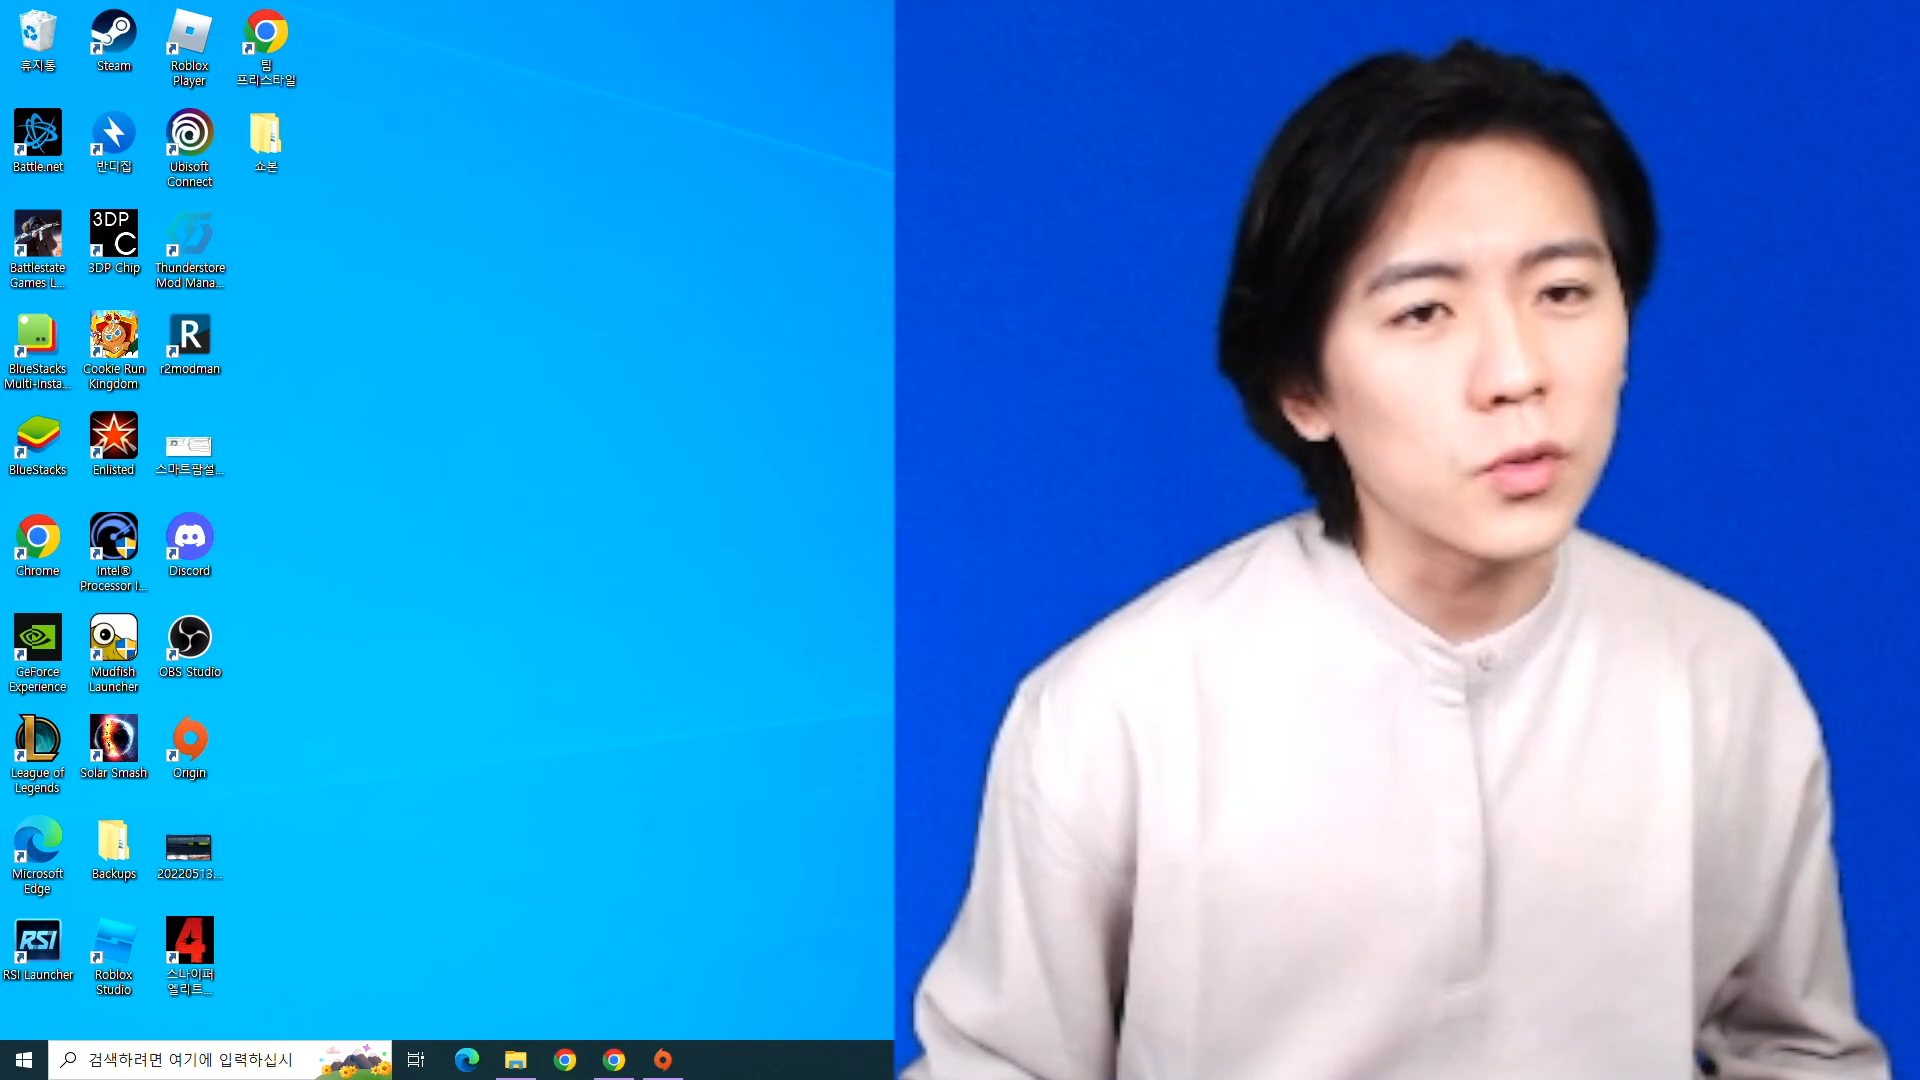 휴지통
Steam
Roblox
Player
팀
프리스타일
Battle.net
반디집
Ubisoft
Connect
쇼본
Battlestate
Games L...
3DP
C
3DP Chip
Thunderstore
Mod Mana...
BlueStacks
Multi-Insta...
Cookie Run
Kingdom
R
r2modman
BlueStacks
Enlisted
스마트팜설...
Chrome
Intel®
Processor I...
Discord
GeForce
Experience
Mudfish
Launcher
OBS Studio
League of
Legends
Solar Smash
Origin
Microsoft
Edge
Backups
20220513...
RSI
RSI Launcher
Roblox
Studio
4
스나이퍼
엘리트...
검색하려면 여기에 입력하십시